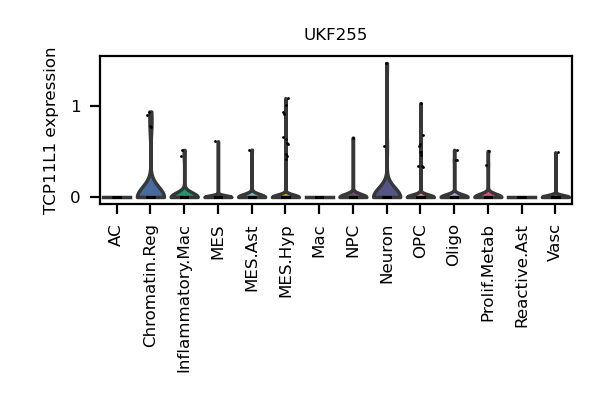 UKF255
TCP11L1 expression
1
0
AC
Chromatin.Reg
Inflammatory.Mac
MES
MES.Ast
MES.Hyp
Mac
NPC
Neuron
OPC
Oligo
Prolif.Metab
Reactive.Ast
Vasc